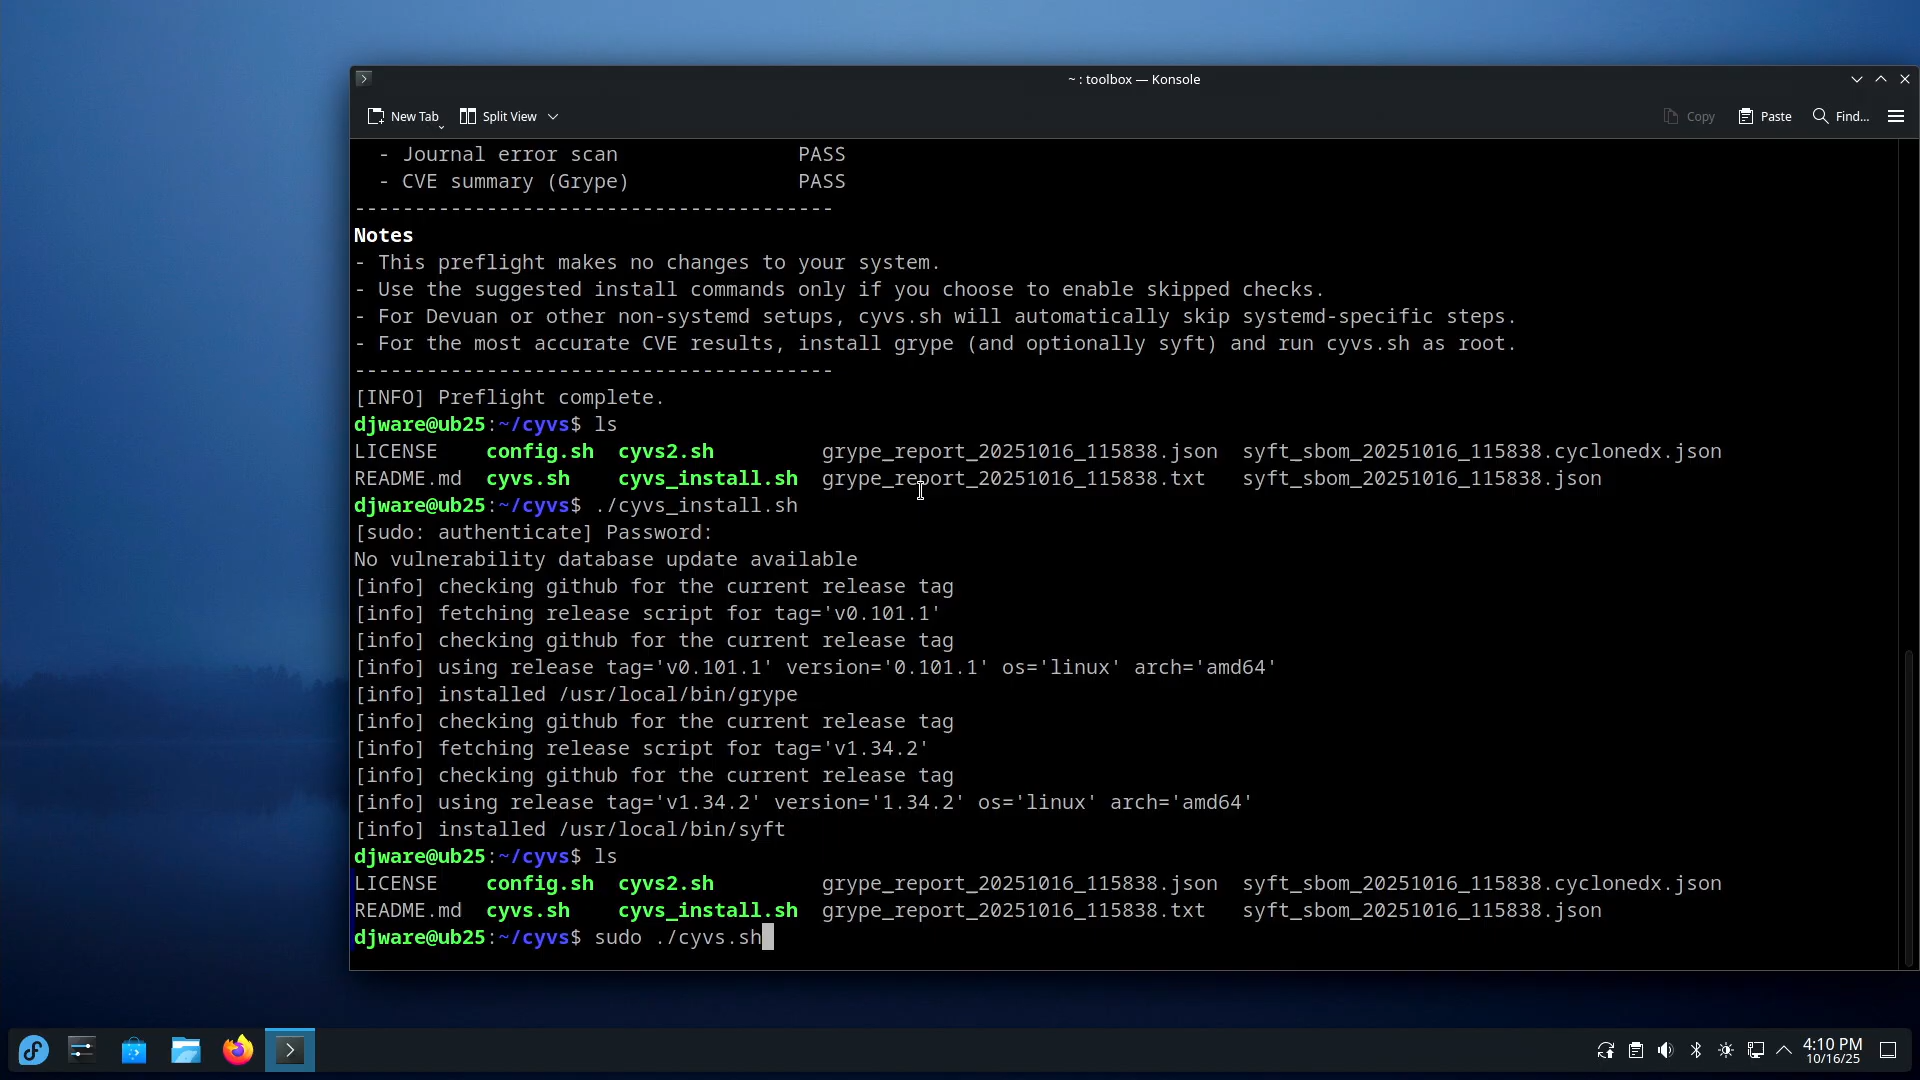 ~ : toolbox — Konsole
New Tab Split View Copy Paste Find...
- Journal error scan PASS
- CVE summary (Grype) PASS
----------------------------------------
Notes
- This preflight makes no changes to your system.
- Use the suggested install commands only if you choose to enable skipped checks.
- For Devuan or other non-systemd setups, cyvs.sh will automatically skip systemd-specific steps.
- For the most accurate CVE results, install grype (and optionally syft) and run cyvs.sh as root.
----------------------------------------
[INFO] Preflight complete.
djware@ub25:~/cyvs$ ls
LICENSE config.sh cyvs2.sh grype_report_20251016_115838.json syft_sbom_20251016_115838.cyclonedx.json
README.md cyvs.sh cyvs_install.sh grype_report_20251016_115838.txt syft_sbom_20251016_115838.json
djware@ub25:~/cyvs$ ./cyvs_install.sh
[sudo: authenticate] Password:
No vulnerability database update available
[info] checking github for the current release tag
[info] fetching release script for tag='v0.101.1'
[info] checking github for the current release tag
[info] using release tag='v0.101.1' version='0.101.1' os='linux' arch='amd64'
[info] installed /usr/local/bin/grype
[info] checking github for the current release tag
[info] fetching release script for tag='v1.34.2'
[info] checking github for the current release tag
[info] using release tag='v1.34.2' version='1.34.2' os='linux' arch='amd64'
[info] installed /usr/local/bin/syft
djware@ub25:~/cyvs$ ls
LICENSE config.sh cyvs2.sh grype_report_20251016_115838.json syft_sbom_20251016_115838.cyclonedx.json
README.md cyvs.sh cyvs_install.sh grype_report_20251016_115838.txt syft_sbom_20251016_115838.json
djware@ub25:~/cyvs$ sudo ./cyvs.sh
4:10 PM
10/16/25